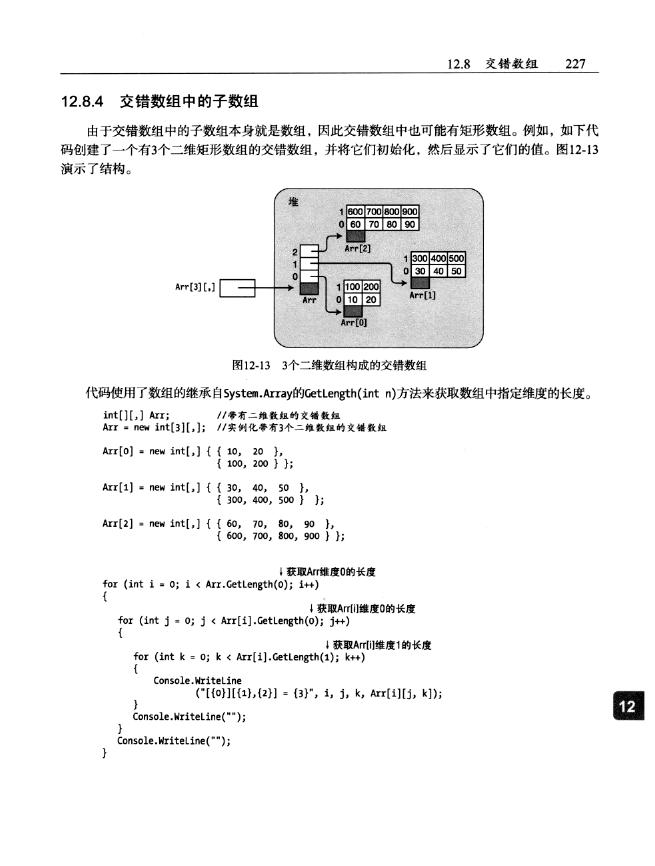 12.8 交错数组 227
12.8.4 交错数组中的子数组
由于交错数组中的子数组本身就是数组，因此交错数组中也可能有矩形数组。例如，如下代
码创建了一个有3个二维矩形数组的交错数组，并将它们初始化，然后显示了它们的值。图12-13
演示了结构。
堆
1 600 700 800 900
0 60 70 80 90
Arr[2]
2
1
0
Arr
1 300 400 500
0 30 40 50
Arr[1]
Arr[3][,]
1 100 200
0 10 20
Arr[0]
图12-13 3个二维数组构成的交错数组
代码使用了数组的继承自System.Array的GetLength(int n)方法来获取数组中指定维度的长度。
int[][,] Arr; //带有二维数组的交错数组
Arr = new int[3][,]; //实例化带有3个二维数组的交错数组
Arr[0] = new int[,] { { 10, 20 },
{ 100, 200 } };
Arr[1] = new int[,] { { 30, 40, 50 },
{ 300, 400, 500 } };
Arr[2] = new int[,] { { 60, 70, 80, 90 },
{ 600, 700, 800, 900 } };
↓获取Arr维度0的长度
for (int i = 0; i < Arr.GetLength(0); i++)
{
↓获取Arr[i]维度0的长度
for (int j = 0; j < Arr[i].GetLength(0); j++)
{
↓获取Arr[i]维度1的长度
for (int k = 0; k < Arr[i].GetLength(1); k++)
{
Console.WriteLine
("[{0}][{1},{2}] = {3}", i, j, k, Arr[i][j, k]);
}
Console.WriteLine("");
}
Console.WriteLine("");
}
12